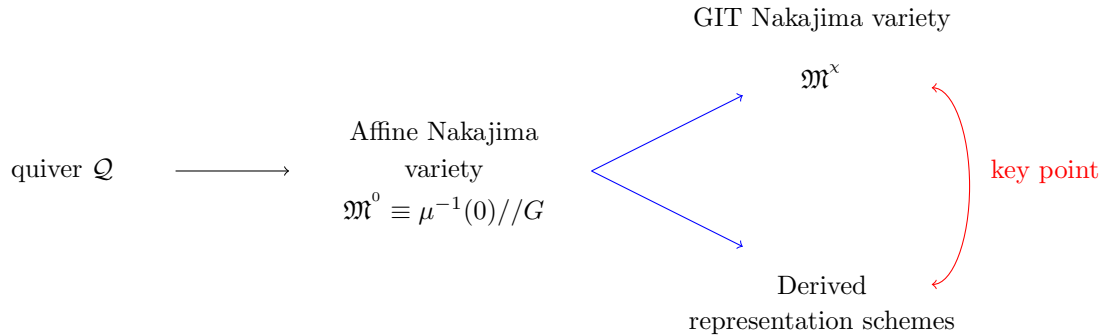 GIT Nakajima variety
𝔐^χ
Affine Nakajima
variety
𝔐^0 ≡ μ^{-1}(0)//G
quiver 𝒬
key point
Derived
representation schemes